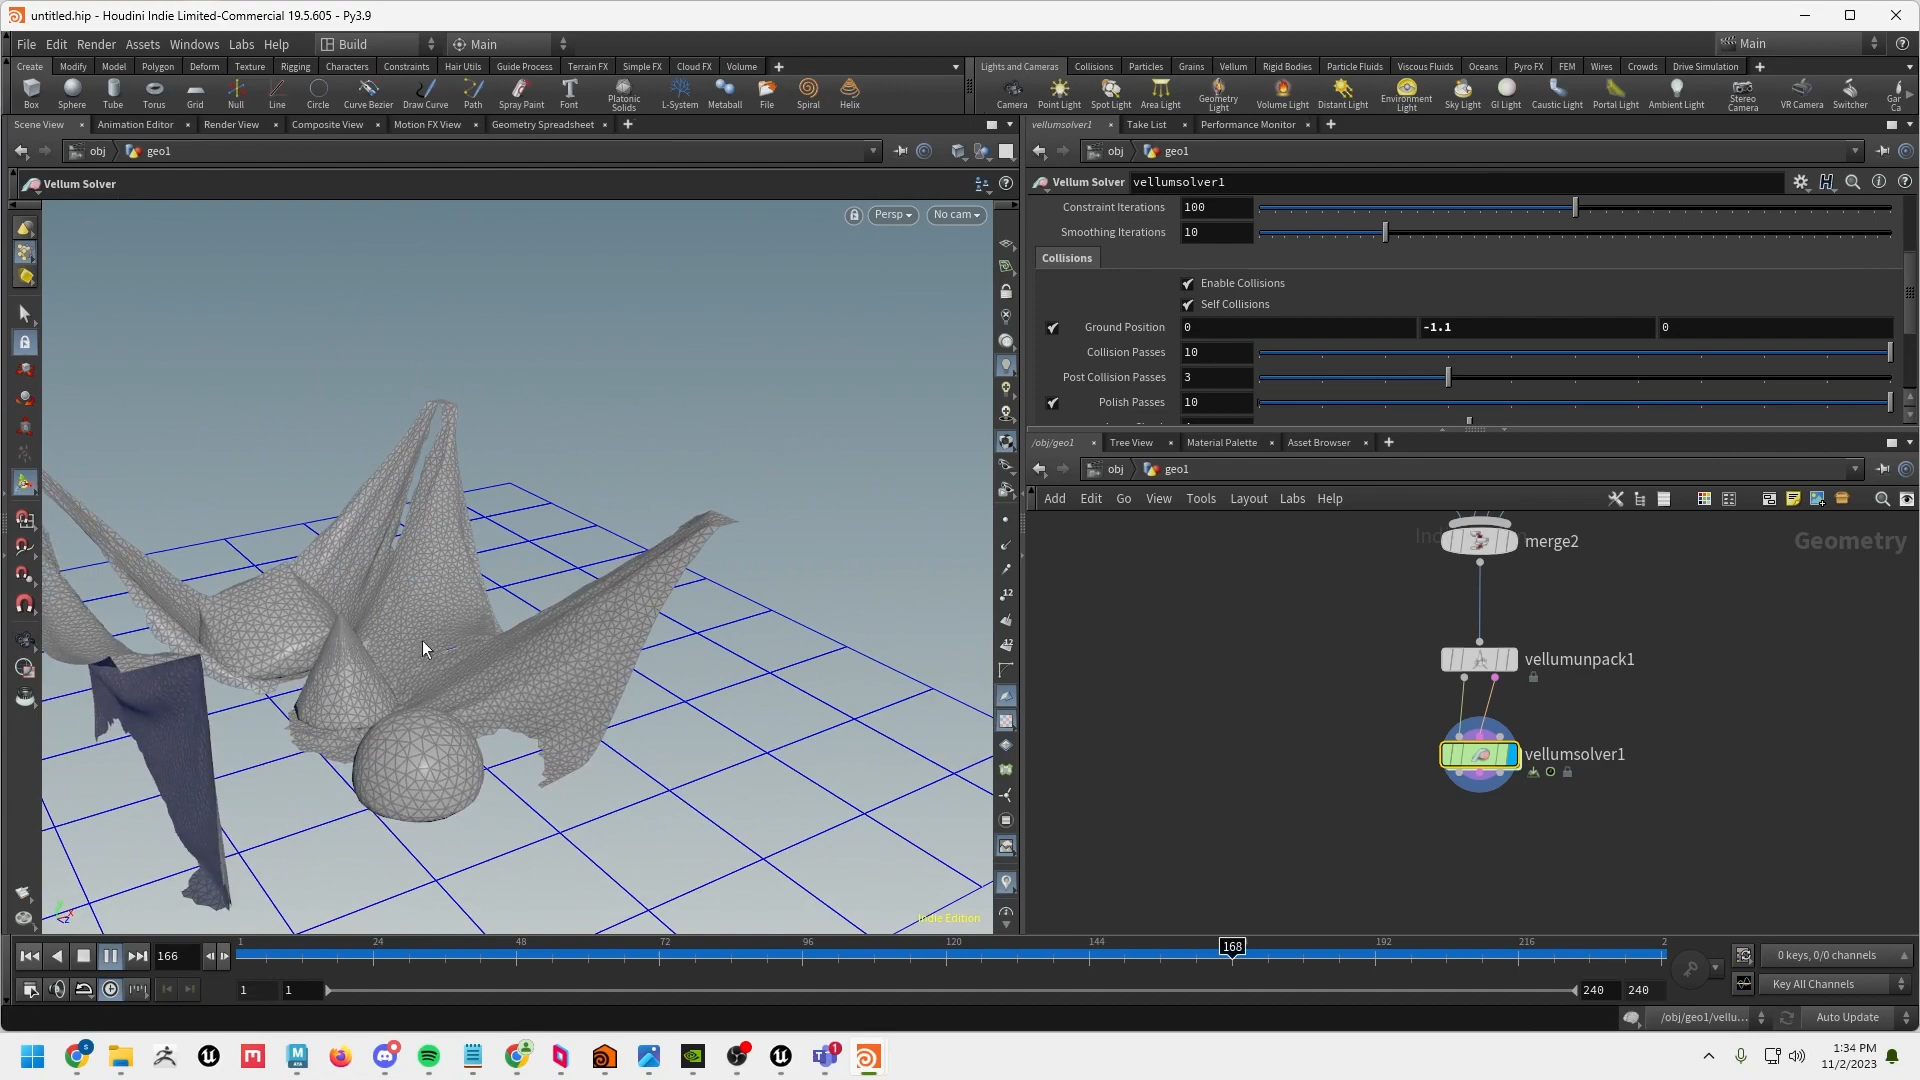 untitled.hip - Houdini Indie Limited-Commercial 19.5.605 - Py3.9
File Edit Render Assets Windows Labs Help Build Main Main
Create Modify Model Polygon Deform Texture Rigging Characters Constraints Hair Utils Guide Process Terrain FX Simple FX Cloud FX Volume
Lights and Cameras Collisions Particles Grains Vellum Rigid Bodies Particle Fluids Viscous Fluids Oceans Pyro FX FEM Wires Crowds Drive Simulation
Box Sphere Tube Torus Grid Null Line Circle Curve Bezier Draw Curve Path Spray Paint Font Platonic Solids L-System Metaball File Spiral Helix
Camera Point Light Spot Light Area Light Geometry Light Volume Light Distant Light Environment Light Sky Light GI Light Caustic Light Portal Light Ambient Light Stereo Camera VR Camera Switcher Gar Ca
Scene View Animation Editor Render View Composite View Motion FX View Geometry Spreadsheet
vellumsolver1 Take List Performance Monitor
obj geo1
obj geo1
Vellum Solver
Vellum Solver vellumsolver1
Persp No cam
Constraint Iterations 100
Smoothing Iterations 10
Collisions
Enable Collisions
Self Collisions
Ground Position 0 -1.1 0
Collision Passes 10
Post Collision Passes 3
Polish Passes 10
/obj/geo1 Tree View Material Palette Asset Browser
obj geo1
Add Edit Go View Tools Layout Labs Help
Geometry
merge2
vellumunpack1
vellumsolver1
12
12
Indie Edition
166
1 24 48 72 96 120 144 168 192 216 2
0 keys, 0/0 channels
1 1 240 240
Key All Channels
/obj/geo1/vellu... Auto Update
1:34 PM
11/2/2023